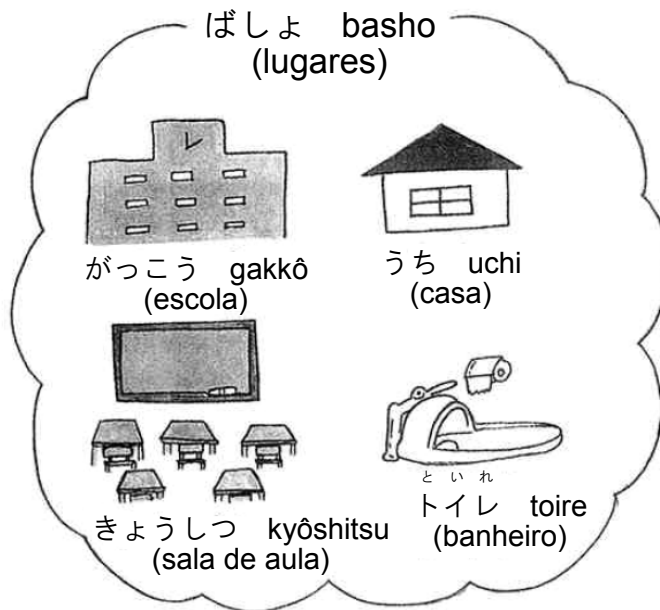 ばしょ basho
(lugares)
がっこう gakkô
(escola)
うち uchi
(casa)
きょうしつ kyôshitsu
(sala de aula)
といれ
トイレ toire
(banheiro)